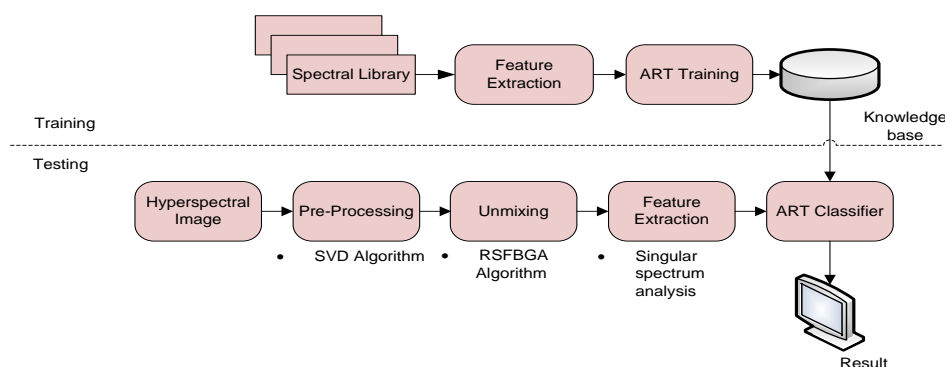 Spectral Library
Feature
Extraction
ART Training
Training
Knowledge
base
Testing
Hyperspectral
Image
Pre-Processing
Unmixing
Feature
Extraction
ART Classifier
• SVD Algorithm
• RSFBGA
Algorithm
• Singular
spectrum
analysis
Result